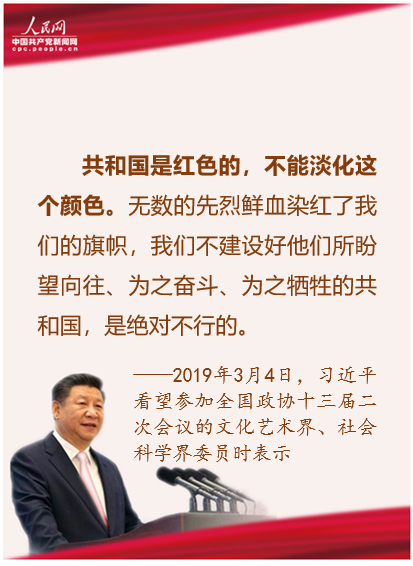 人民网
中国共产党新闻网
cpc.people.cn
共和国是红色的，不能淡化这
个颜色。无数的先烈鲜血染红了我
们的旗帜，我们不建设好他们所盼
望向往、为之奋斗、为之牺牲的共
和国，是绝对不行的。
——2019年3月4日，习近平
看望参加全国政协十三届二
次会议的文化艺术界、社会
科学界委员时表示